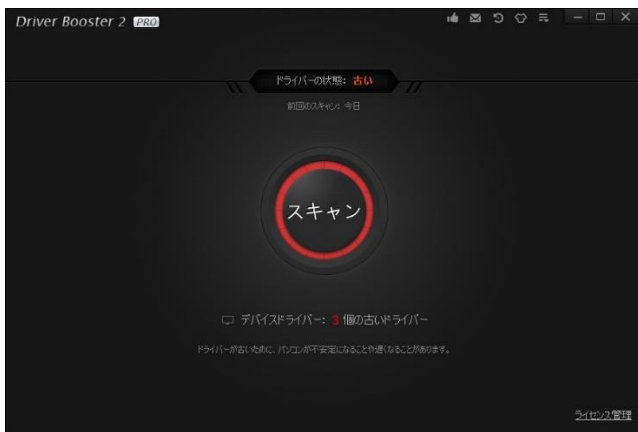 Driver Booster 2 PRO
ドライバーの状態: 古い
前回のスキャン: 今日
スキャン
デバイスドライバー: 3 個の古いドライバー
ドライバーが古いために、パソコンが不安定になることや遅くなることがあります。
ライセンス管理